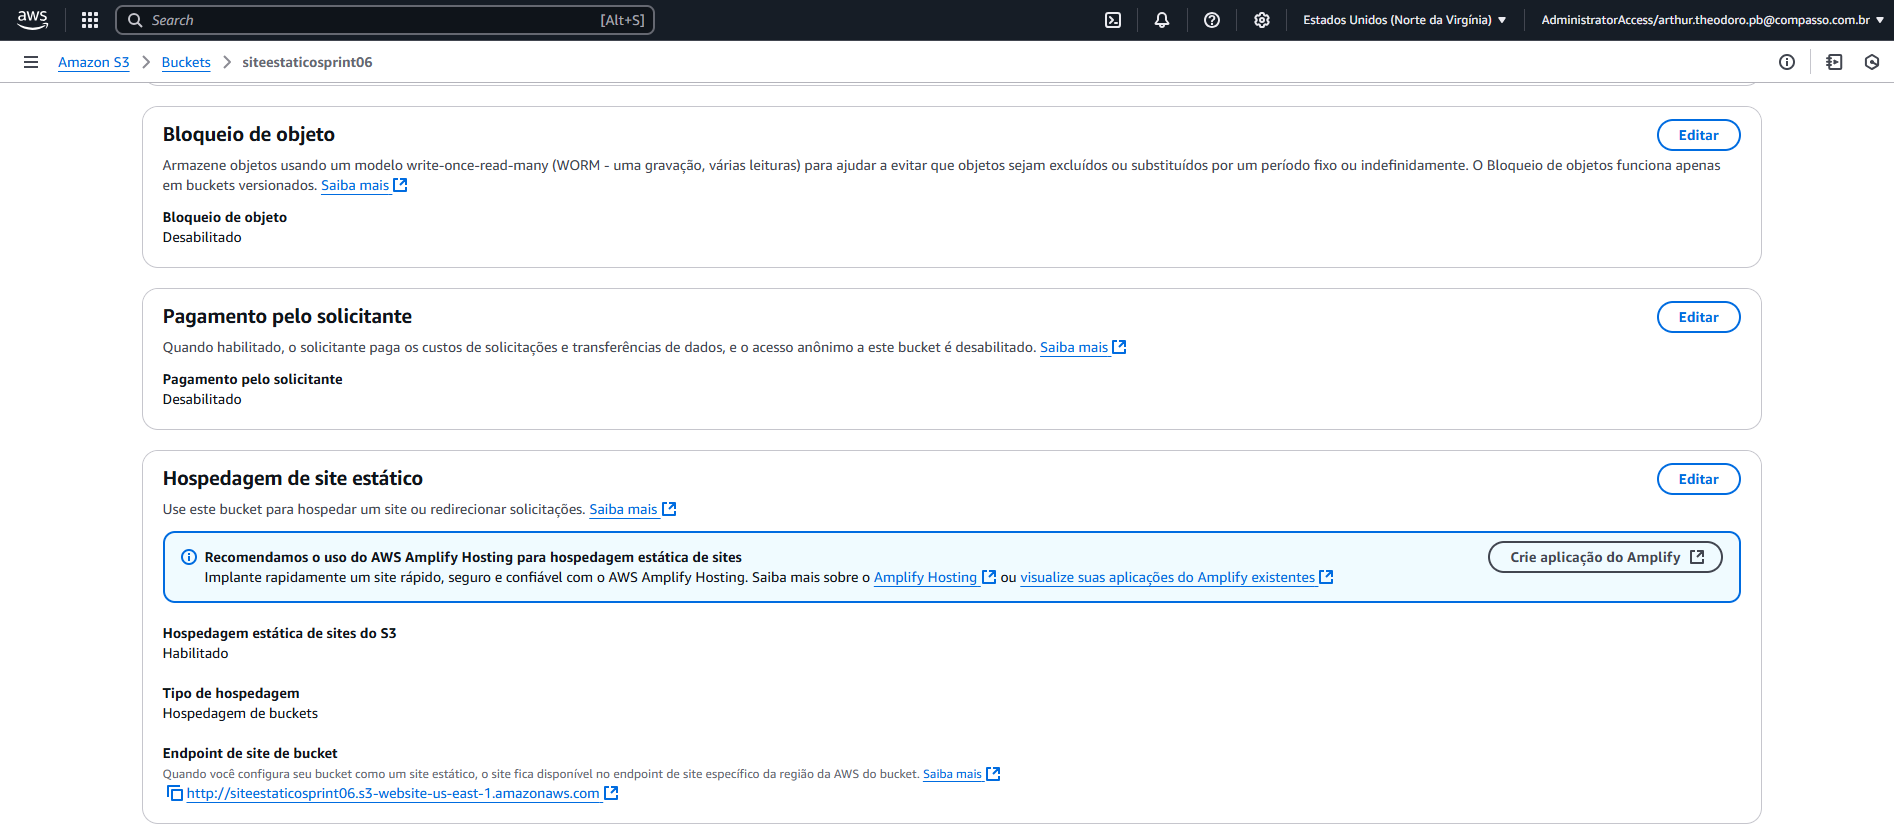 aws
Search [Alt+S]
Estados Unidos (Norte da Virgínia)
AdministratorAccess/arthur.theodoro.pb@compasso.com.br
Amazon S3
Buckets
siteestaticosprint06
Bloqueio de objeto
Editar
Armazene objetos usando um modelo write-once-read-many (WORM - uma gravação, várias leituras) para ajudar a evitar que objetos sejam excluídos ou substituídos por um período fixo ou indefinidamente. O Bloqueio de objetos funciona apenas
em buckets versionados. Saiba mais
Bloqueio de objeto
Desabilitado
Pagamento pelo solicitante
Editar
Quando habilitado, o solicitante paga os custos de solicitações e transferências de dados, e o acesso anônimo a este bucket é desabilitado. Saiba mais
Pagamento pelo solicitante
Desabilitado
Hospedagem de site estático
Editar
Use este bucket para hospedar um site ou redirecionar solicitações. Saiba mais
Recomendamos o uso do AWS Amplify Hosting para hospedagem estática de sites
Crie aplicação do Amplify
Implante rapidamente um site rápido, seguro e confiável com o AWS Amplify Hosting. Saiba mais sobre o Amplify Hosting ou visualize suas aplicações do Amplify existentes
Hospedagem estática de sites do S3
Habilitado
Tipo de hospedagem
Hospedagem de buckets
Endpoint de site de bucket
Quando você configura seu bucket como um site estático, o site fica disponível no endpoint de site específico da região da AWS do bucket. Saiba mais
http://siteestaticosprint06.s3-website-us-east-1.amazonaws.com